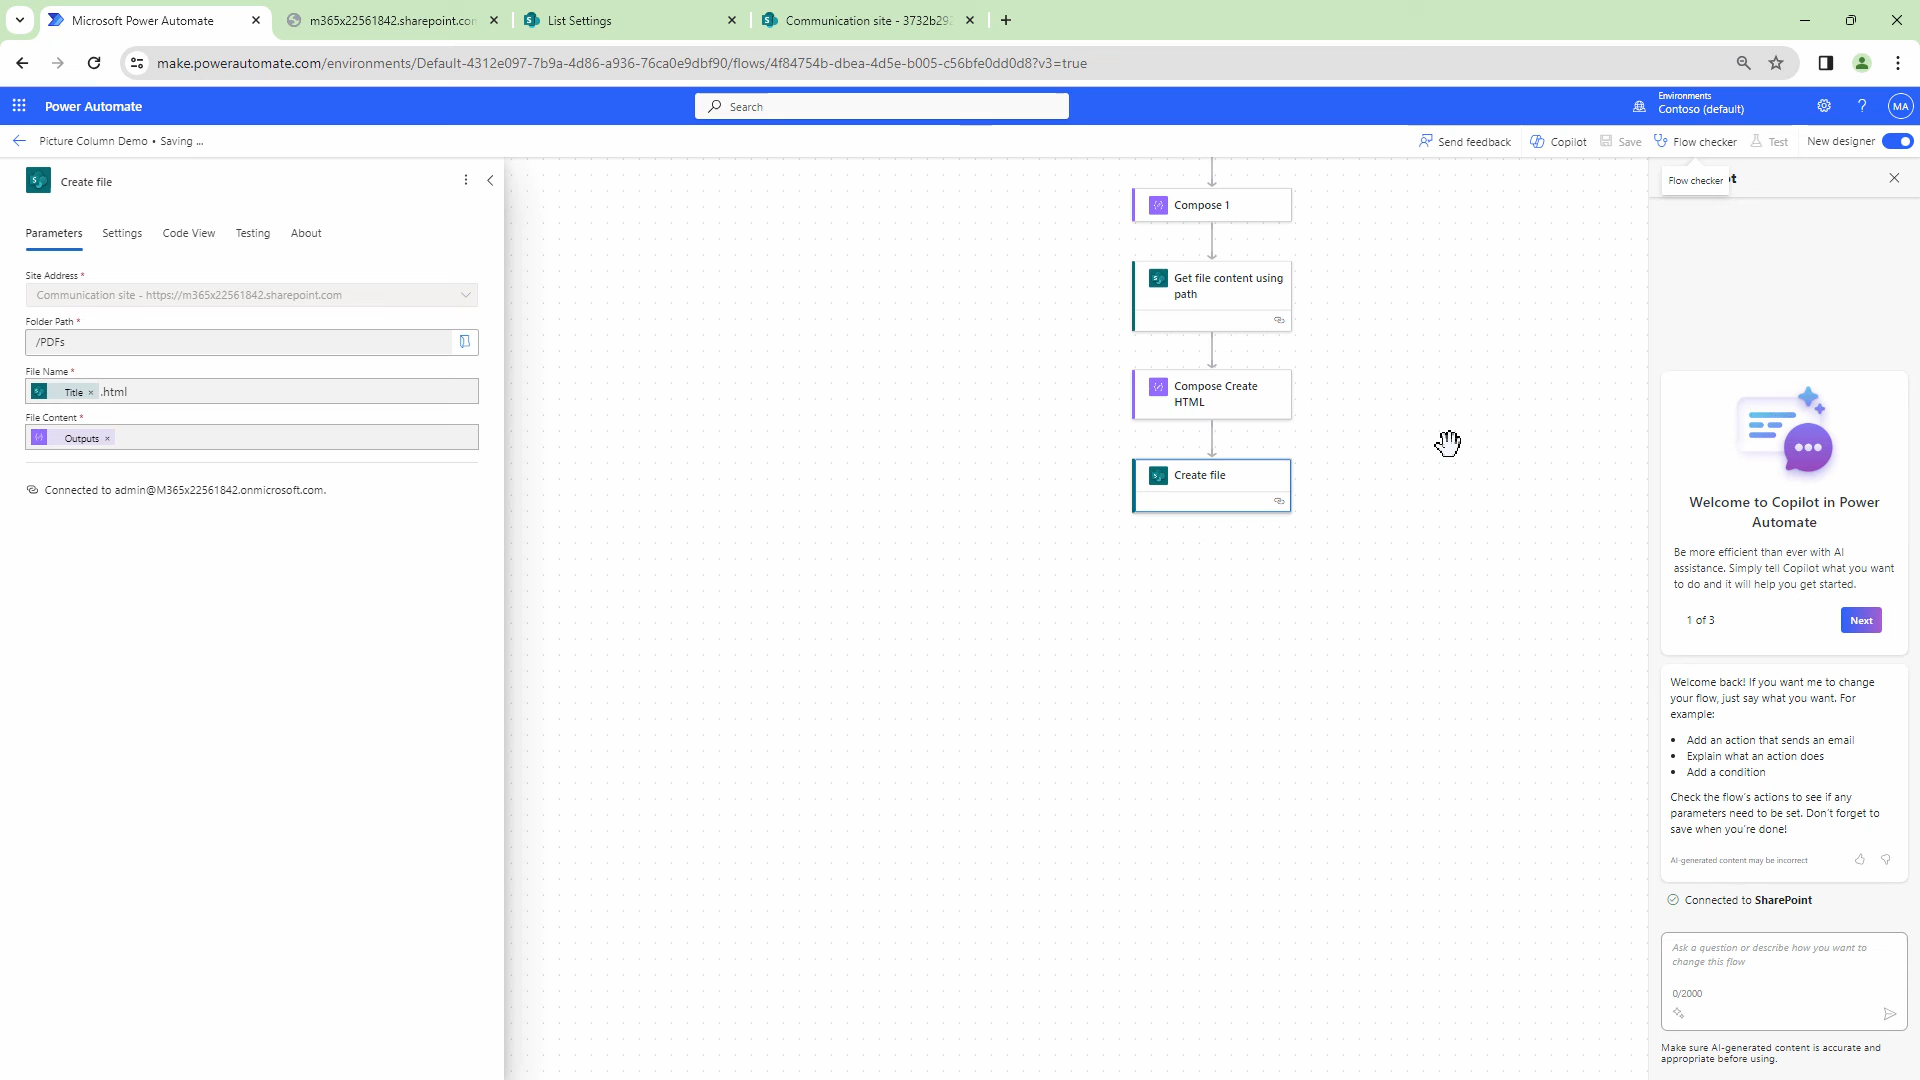 Microsoft Power Automate
m365x22561842.sharepoint.con
List Settings
Communication site - 3732b292
make.powerautomate.com/environments/Default-4312e097-7b9a-4d86-a936-76ca0e9dbf90/flows/4f84754b-dbea-4d5e-b005-c56bfe0dd0d8?v3=true
Power Automate
Search
Environments
Contoso (default)
MA
Picture Column Demo • Saving ...
Send feedback
Copilot
Save
Flow checker
Test
New designer
Create file
Flow checker
Parameters
Settings
Code View
Testing
About
Site Address *
Communication site - https://m365x22561842.sharepoint.com
Folder Path *
/PDFs
File Name *
Title × .html
File Content *
Outputs ×
Connected to admin@M365x22561842.onmicrosoft.com.
Compose 1
Get file content using
path
Compose Create
HTML
Create file
Welcome to Copilot in Power
Automate
Be more efficient than ever with AI
assistance. Simply tell Copilot what you want
to do and it will help you get started.
1 of 3
Next
Welcome back! If you want me to change
your flow, just say what you want. For
example:
• Add an action that sends an email
• Explain what an action does
• Add a condition
Check the flow's actions to see if any
parameters need to be set. Don't forget to
save when you're done!
AI-generated content may be incorrect
Connected to SharePoint
Ask a question or describe how you want to
change this flow
0/2000
Make sure AI-generated content is accurate and
appropriate before using.